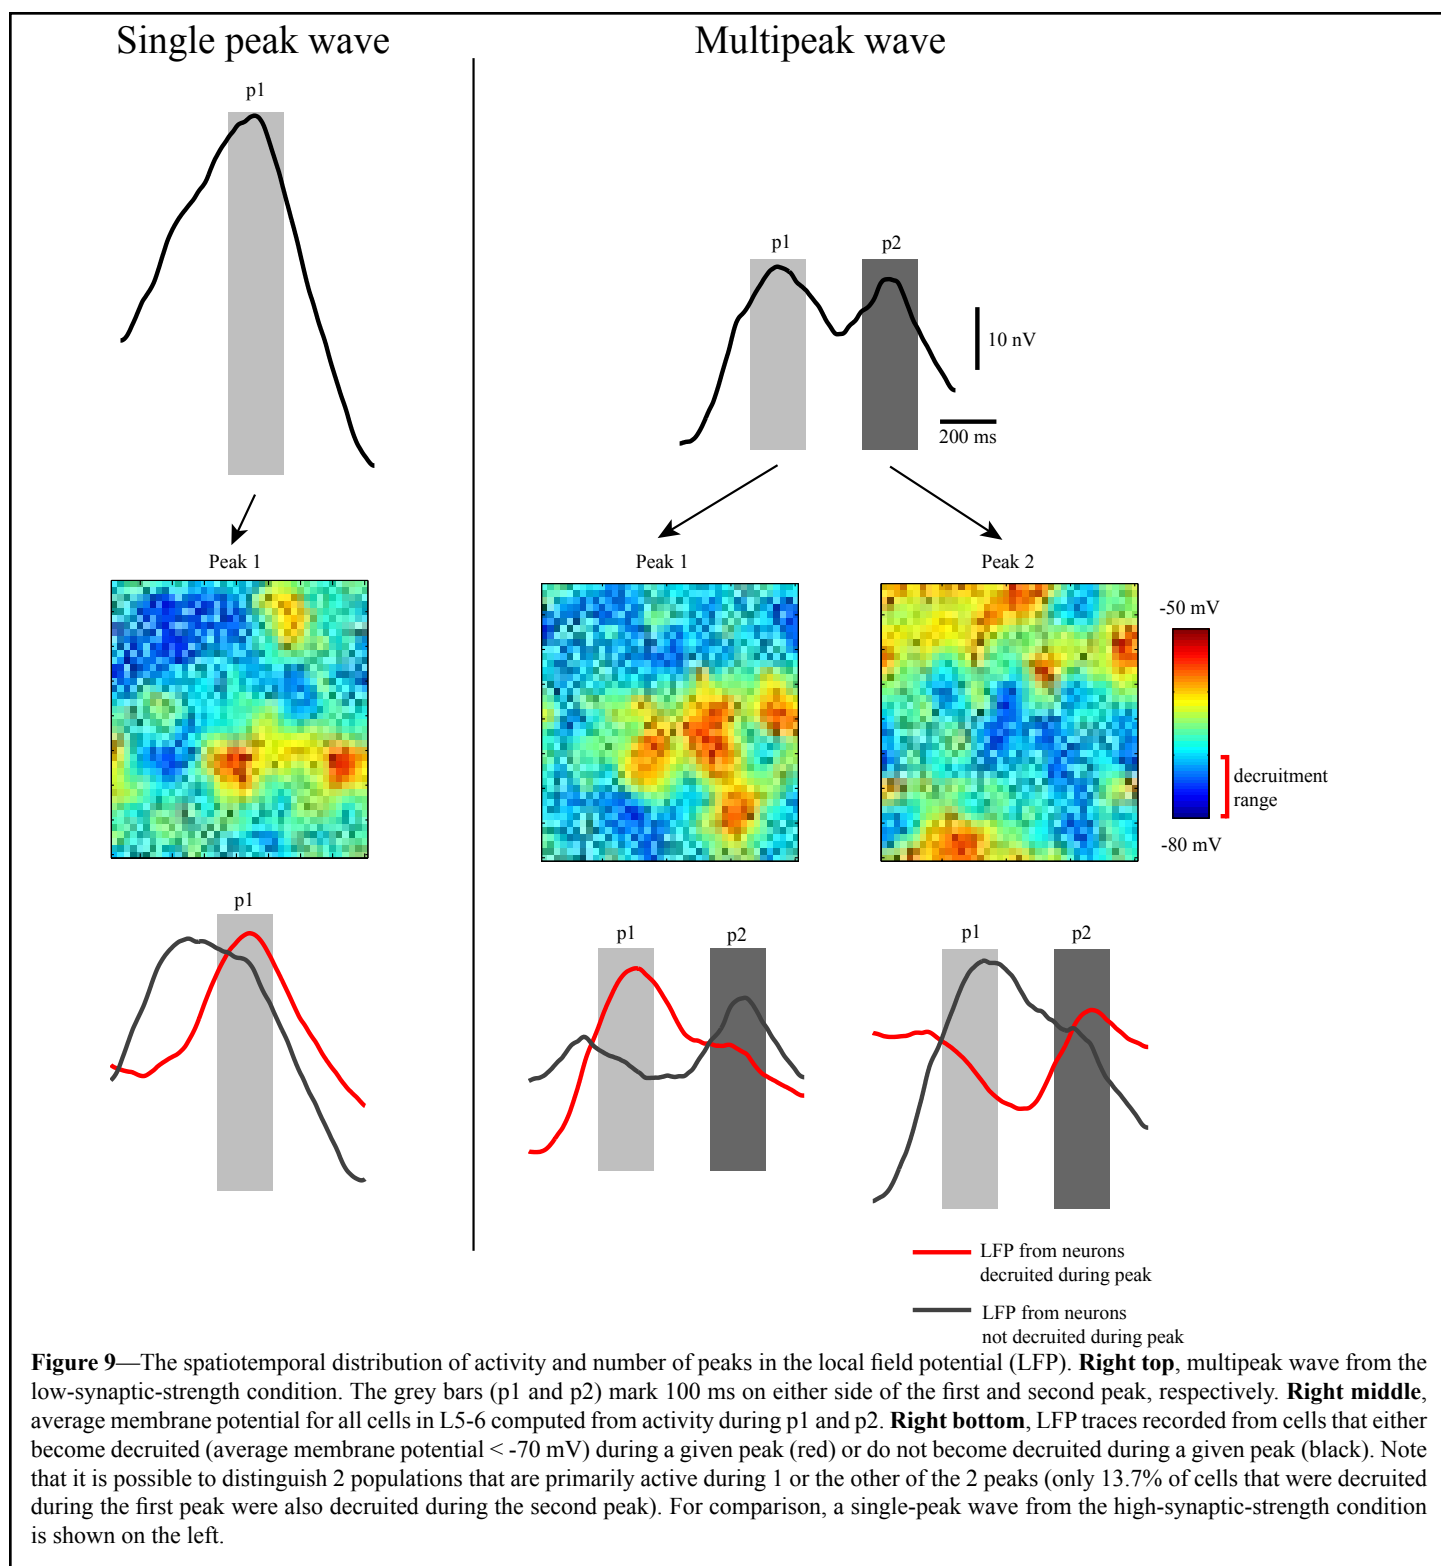 Single peak wave
Multipeak wave
p1
p1
p2
10 nV
200 ms
Peak 1
Peak 1
Peak 2
-50 mV
decruitment
range
-80 mV
p1
p1
p2
p1
p2
LFP from neurons
decruited during peak
LFP from neurons
not decruited during peak
Figure 9—The spatiotemporal distribution of activity and number of peaks in the local field potential (LFP). Right top, multipeak wave from the
low-synaptic-strength condition. The grey bars (p1 and p2) mark 100 ms on either side of the first and second peak, respectively. Right middle,
average membrane potential for all cells in L5-6 computed from activity during p1 and p2. Right bottom, LFP traces recorded from cells that either
become decruited (average membrane potential < -70 mV) during a given peak (red) or do not become decruited during a given peak (black). Note
that it is possible to distinguish 2 populations that are primarily active during 1 or the other of the 2 peaks (only 13.7% of cells that were decruited
during the first peak were also decruited during the second peak). For comparison, a single-peak wave from the high-synaptic-strength condition
is shown on the left.